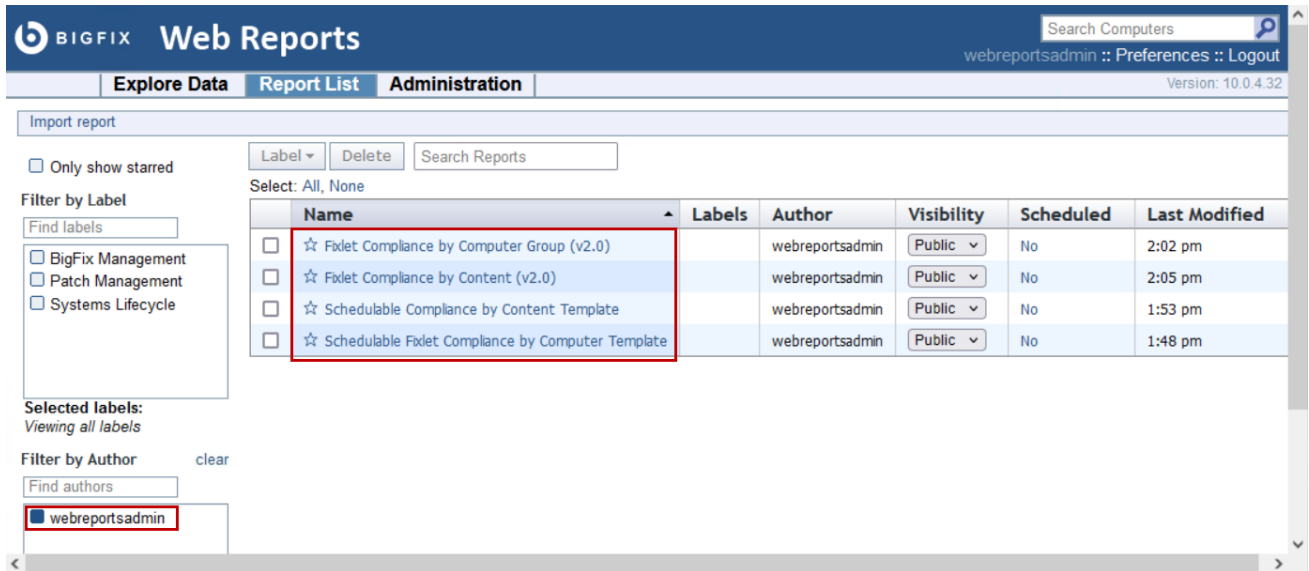 BIGFIX Web Reports
Search Computers
webreportsadmin :: Preferences :: Logout
Explore Data Report List Administration
Version: 10.0.4.32
Import report
Only show starred
Label Delete Search Reports
Select: All, None
Filter by Label
Find labels
BigFix Management
Patch Management
Systems Lifecycle
Selected labels:
Viewing all labels
Filter by Author clear
Find authors
webreportsadmin
Name Labels Author Visibility Scheduled Last Modified
Fixlet Compliance by Computer Group (v2.0) webreportsadmin Public No 2:02 pm
Fixlet Compliance by Content (v2.0) webreportsadmin Public No 2:05 pm
Schedulable Compliance by Content Template webreportsadmin Public No 1:53 pm
Schedulable Fixlet Compliance by Computer Template webreportsadmin Public No 1:48 pm